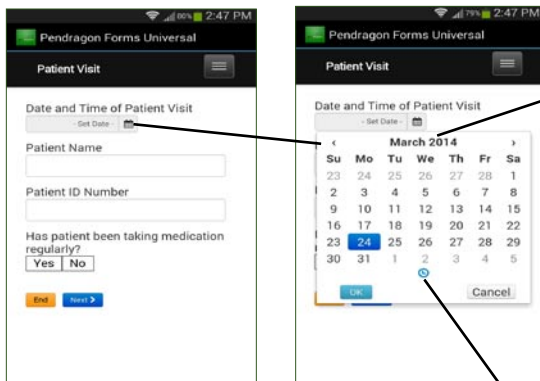 2:47 PM
Pendragon Forms Universal
Patient Visit
Date and Time of Patient Visit
- Set Date -
Patient Name
Patient ID Number
Has patient been taking medication
regularly?
Yes No
End Next
79% 2:47 PM
Pendragon Forms Universal
Patient Visit
Date and Time of Patient Visit
- Set Date -
‹ March 2014 ›
Su Mo Tu We Th Fr Sa
23 24 25 26 27 28 1
2 3 4 5 6 7 8
9 10 11 12 13 14 15
16 17 18 19 20 21 22
23 24 25 26 27 28 29
30 31 1 2 3 4 5
OK Cancel